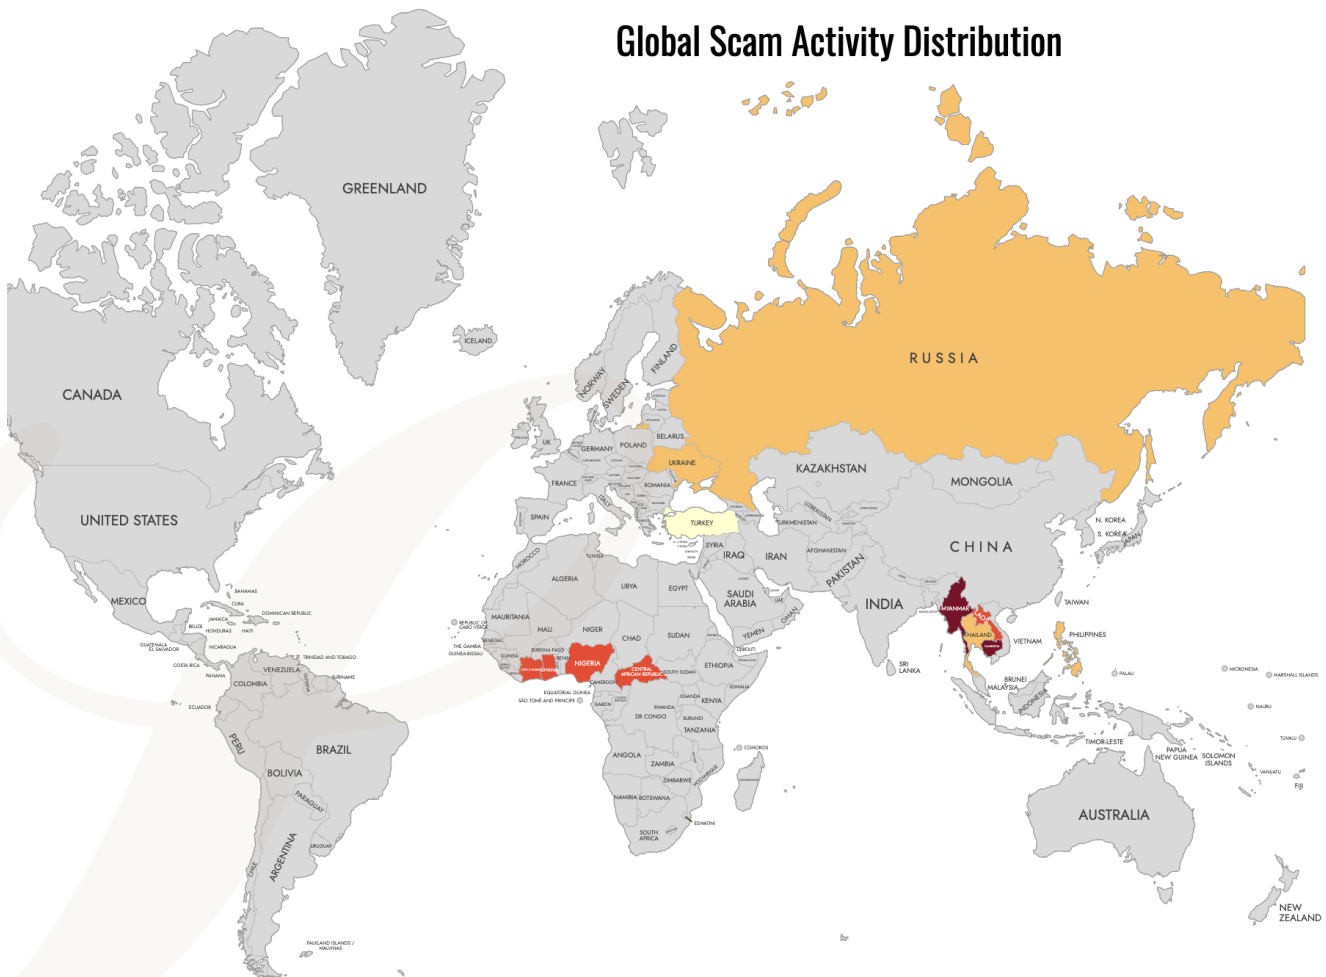 Global Scam Activity Distribution
GREENLAND
ICELAND
CANADA
UNITED STATES
MEXICO
BAHAMAS
CUBA
DOMINICAN REPUBLIC
JAMAICA
BELIZE
HONDURAS
HAITI
GUATEMALA
EL SALVADOR
NICARAGUA
COSTA RICA
PANAMA
TRINIDAD AND TOBAGO
VENEZUELA
GUYANA
SURINAME
COLOMBIA
ECUADOR
PERU
BRAZIL
BOLIVIA
PARAGUAY
URUGUAY
CHILE
ARGENTINA
FALKLAND ISLANDS /
MALVINAS
NORWAY
SWEDEN
FINLAND
UK
GERMANY
POLAND
BELARUS
UKRAINE
FRANCE
ROMANIA
ITALY
SPAIN
RUSSIA
KAZAKHSTAN
MONGOLIA
UZBEKISTAN
TURKMENISTAN
TURKEY
SYRIA
IRAQ
IRAN
AFGHANISTAN
PAKISTAN
CHINA
N. KOREA
S. KOREA
JAPAN
INDIA
SAUDI
ARABIA
UAE
OMAN
YEMEN
DJIBOUTI
MOROCCO
TUNISIA
ALGERIA
LIBYA
EGYPT
REPUBLIC OF
CABO VERDE
MAURITANIA
MALI
NIGER
CHAD
SUDAN
SENEGAL
THE GAMBIA
GUINEA-BISSAU
GUINEA
BURKINA FASO
BENIN
GHANA
NIGERIA
CAMEROON
CENTRAL
AFRICAN REPUBLIC
SOUTH SUDAN
ETHIOPIA
SOMALIA
EQUATORIAL GUINEA
SÃO TOMÉ AND PRINCIPE
GABON
DR CONGO
UGANDA
KENYA
RWANDA
BURUNDI
TANZANIA
COMOROS
ANGOLA
ZAMBIA
ZIMBABWE
MOZAMBIQUE
NAMIBIA
BOTSWANA
SOUTH
AFRICA
ESWATINI
MYANMAR
THAILAND
VIETNAM
TAIWAN
PHILIPPINES
SRI
LANKA
BRUNEI
MALAYSIA
INDONESIA
PALAU
MICRONESIA
MARSHALL ISLANDS
NAURU
TUVALU
TIMOR-LESTE
PAPUA
NEW GUINEA
SOLOMON
ISLANDS
VANUATU
FIJI
AUSTRALIA
NEW
ZEALAND